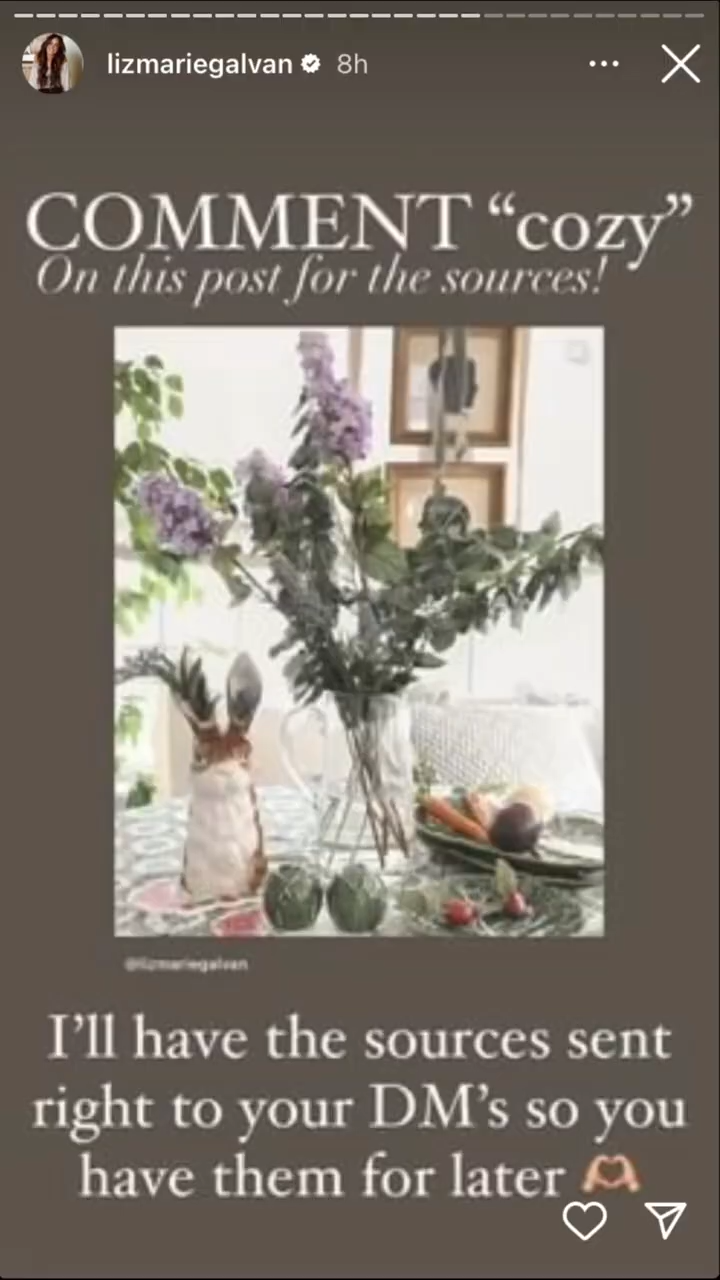 lizmariegalvan 8h
COMMENT “cozy”
On this post for the sources!
@lizmariegalvan
I’ll have the sources sent
right to your DM’s so you
have them for later 🫶🏼